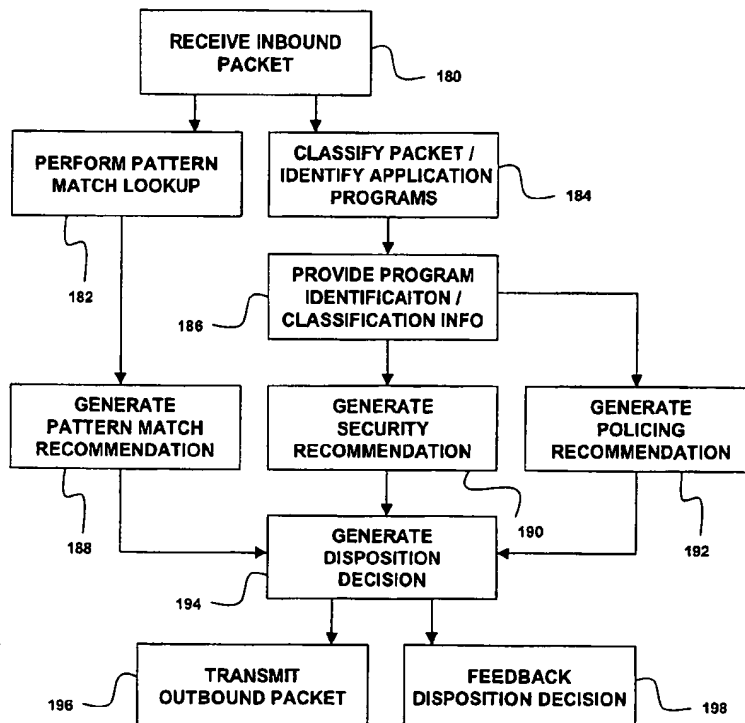 RECEIVE INBOUND
PACKET
180
PERFORM PATTERN
MATCH LOOKUP
182
CLASSIFY PACKET /
IDENTIFY APPLICATION
PROGRAMS
184
PROVIDE PROGRAM
IDENTIFICAITON /
CLASSIFICATION INFO
186
GENERATE
PATTERN MATCH
RECOMMENDATION
188
GENERATE
SECURITY
RECOMMENDATION
190
GENERATE
POLICING
RECOMMENDATION
192
GENERATE
DISPOSITION
DECISION
194
TRANSMIT
OUTBOUND PACKET
196
FEEDBACK
DISPOSITION DECISION
198